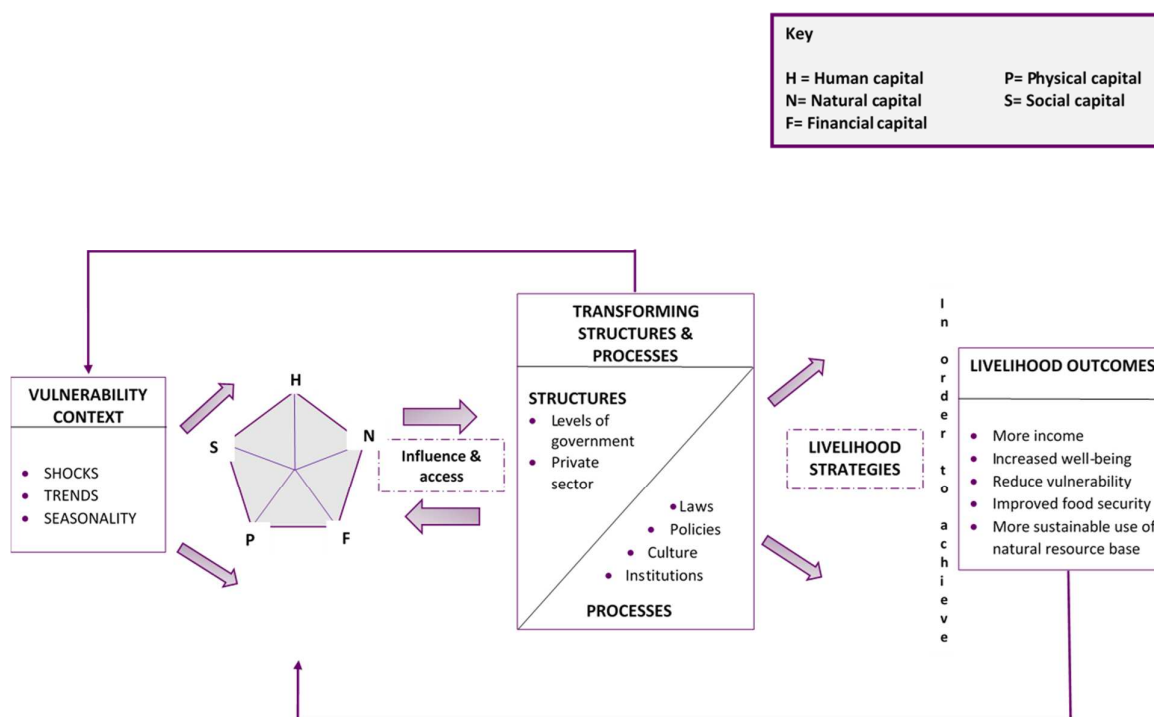 Key
H = Human capital
P= Physical capital
N= Natural capital
S= Social capital
F= Financial capital
VULNERABILITY
CONTEXT
SHOCKS
TRENDS
SEASONALITY
H
S
N
P
F
Influence &
access
TRANSFORMING
STRUCTURES &
PROCESSES
STRUCTURES
Levels of
government
Private
sector
Laws
Policies
Culture
Institutions
PROCESSES
LIVELIHOOD
STRATEGIES
In order to achieve
LIVELIHOOD OUTCOMES
More income
Increased well-being
Reduce vulnerability
Improved food security
More sustainable use of
natural resource base